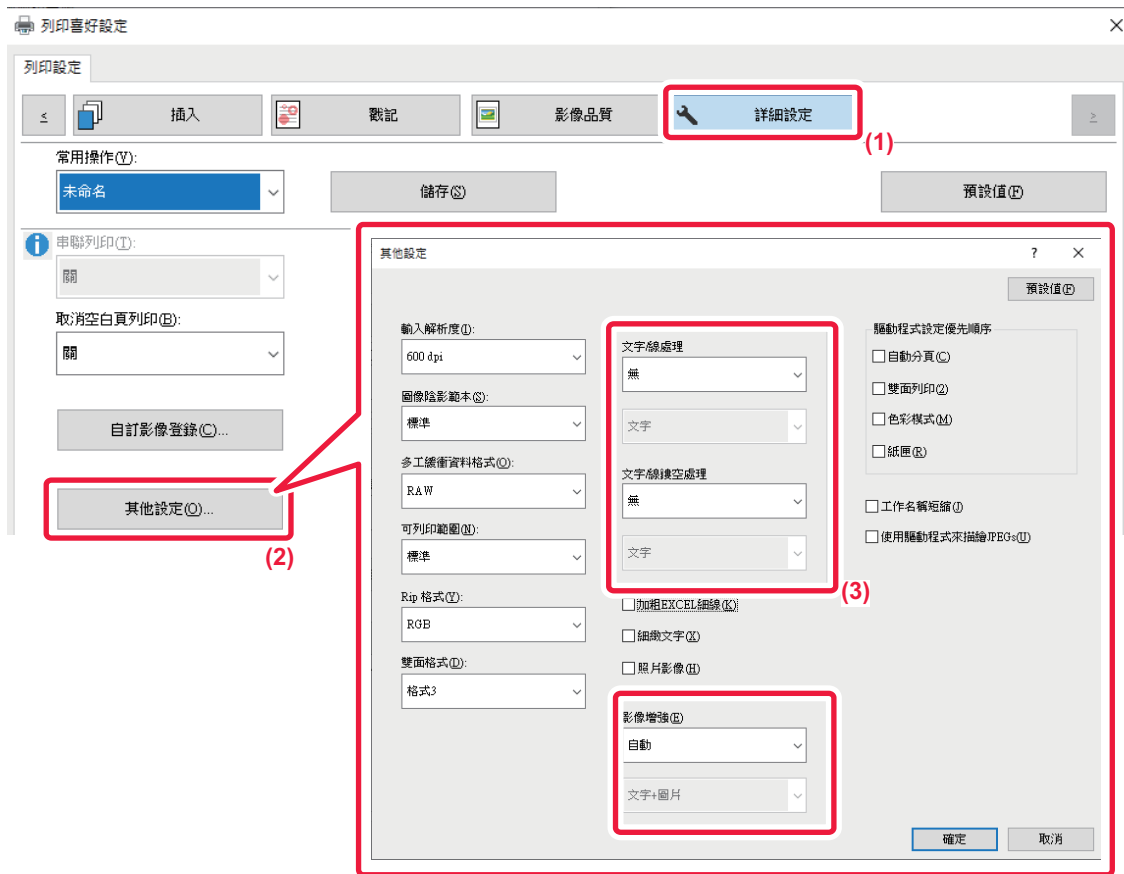 列印喜好設定
列印設定
≤ 插入 戳記 影像品質 詳細設定 ≥
(1)
常用操作(V):
未命名 儲存(S) 預設值(F)
串聯列印(T):
關
取消空白頁列印(B):
關
自訂影像登錄(C)...
其他設定(O)...
(2)
其他設定 ?
預設值(F)
輸入解析度(I):
600 dpi
圖像陰影範本(S):
標準
多工緩衝資料格式(O):
RAW
可列印範圍(N):
標準
Rip 格式(Y):
RGB
雙面格式(D):
格式3
文字/線處理
無
文字
文字/線鏤空處理
無
文字
(3)
加粗EXCEL細線(K)
細緻文字(X)
照片影像(H)
影像增強(E)
自動
文字+圖片
驅動程式設定優先順序
自動分頁(C)
雙面列印(2)
色彩模式(M)
紙匣(R)
工作名稱短縮(J)
使用驅動程式來描繪JPEGs(U)
確定 取消